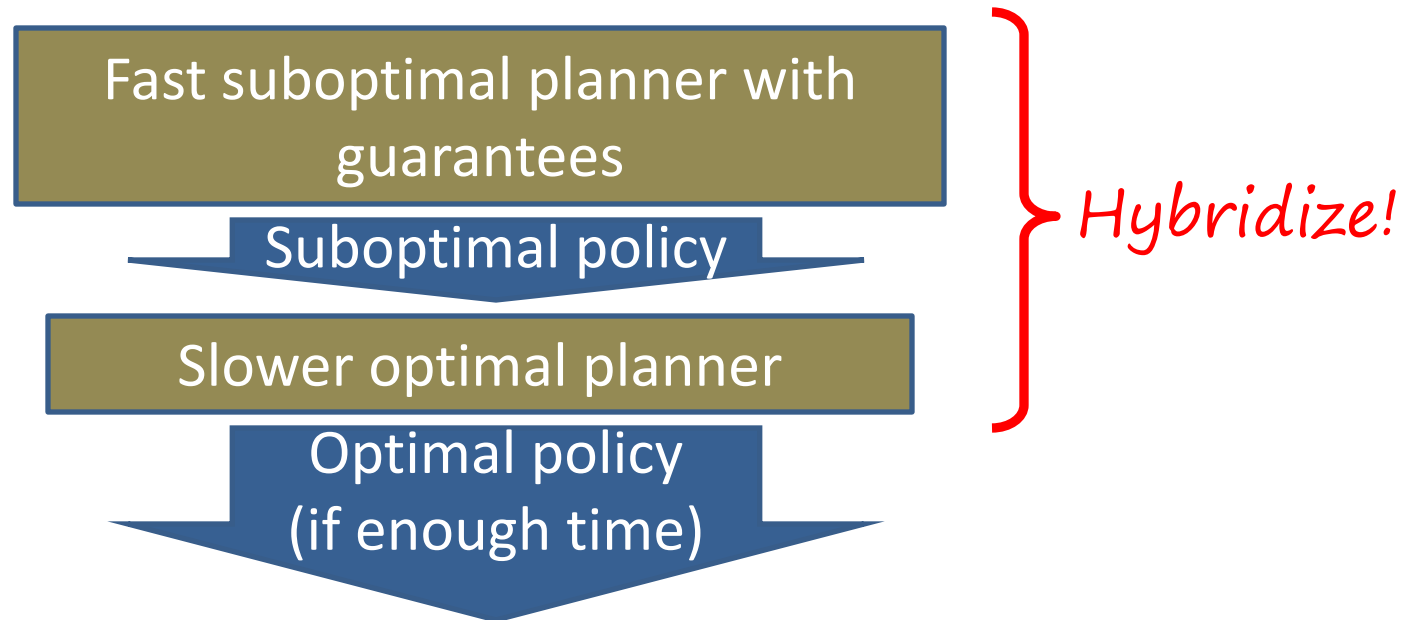 Fast suboptimal planner with
guarantees
Suboptimal policy
Hybridize!
Slower optimal planner
Optimal policy
(if enough time)